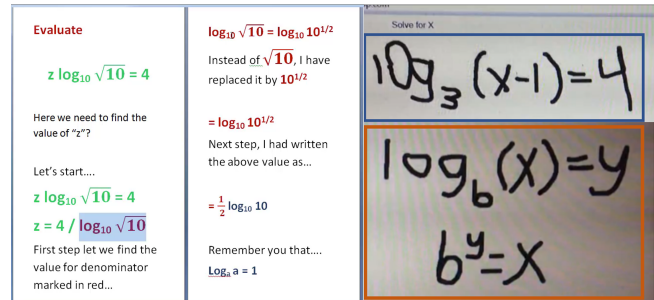 Evaluate
z log₁₀ √10 = 4
Here we need to find the
value of “z”?
Let’s start....
z log₁₀ √10 = 4
z = 4 / log₁₀ √10
First step let we find the
value for denominator
marked in red...
log₁₀ √10 = log₁₀ 10^1/2
Instead of √10, I have
replaced it by 10^1/2
= log₁₀ 10^1/2
Next step, I had written
the above value as...
= 1/2 log₁₀ 10
Remember you that....
Logₐ a = 1
Solve for X
log₃ (x-1)=4
log_b (x)=y
b^y=x